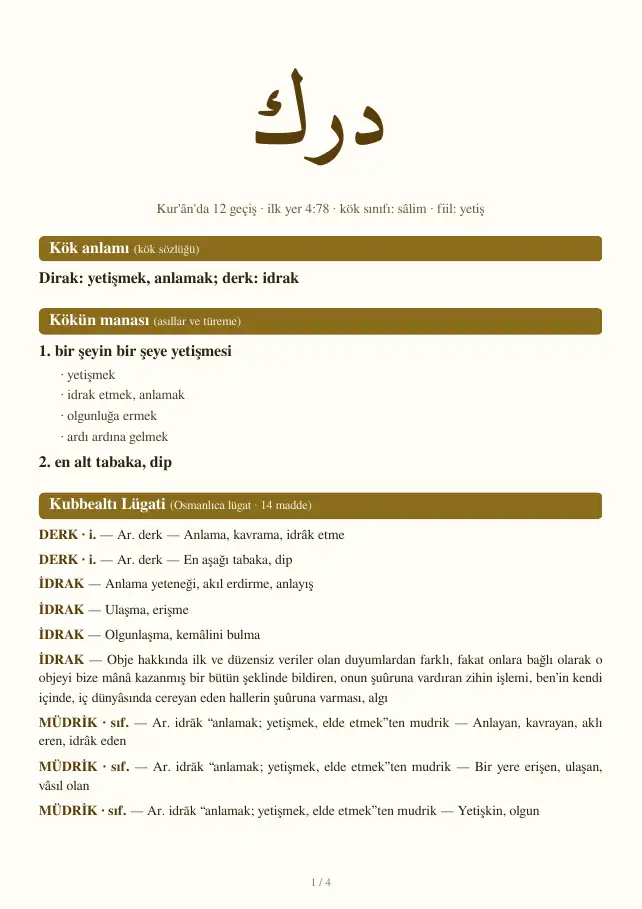 درك
Kur'ân'da 12 geçiş · ilk yer 4:78 · kök sınıfı: sâlim · fiil: yetiş
Kök anlamı (kök sözlüğü)
Dirak: yetişmek, anlamak; derk: idrak
Kökün manası (asıllar ve türeme)
1. bir şeyin bir şeye yetişmesi
· yetişmek
· idrak etmek, anlamak
· olgunluğa ermek
· ardı ardına gelmek
2. en alt tabaka, dip
Kubbealtı Lügati (Osmanlıca lügat · 14 madde)
DERK · i. — Ar. derk — Anlama, kavrama, idrâk etme
DERK · i. — Ar. derk — En aşağı tabaka, dip
İDRAK — Anlama yeteneği, akıl erdirme, anlayış
İDRAK — Ulaşma, erişme
İDRAK — Olgunlaşma, kemâlini bulma
İDRAK — Obje hakkında ilk ve düzensiz veriler olan duyumlardan farklı, fakat onlara bağlı olarak o
objeyi bize mânâ kazanmış bir bütün şeklinde bildiren, onun şuûruna vardıran zihin işlemi, ben'in kendi
içinde, iç dünyâsında cereyan eden hallerin şuûruna varması, algı
MÜDRİK · sıf. — Ar. idrāk “anlamak; yetişmek, elde etmek”ten mudrik — Anlayan, kavrayan, aklı
eren, idrâk eden
MÜDRİK · sıf. — Ar. idrāk “anlamak; yetişmek, elde etmek”ten mudrik — Bir yere erişen, ulaşan,
vâsıl olan
MÜDRİK · sıf. — Ar. idrāk “anlamak; yetişmek, elde etmek”ten mudrik — Yetişkin, olgun
1 / 4